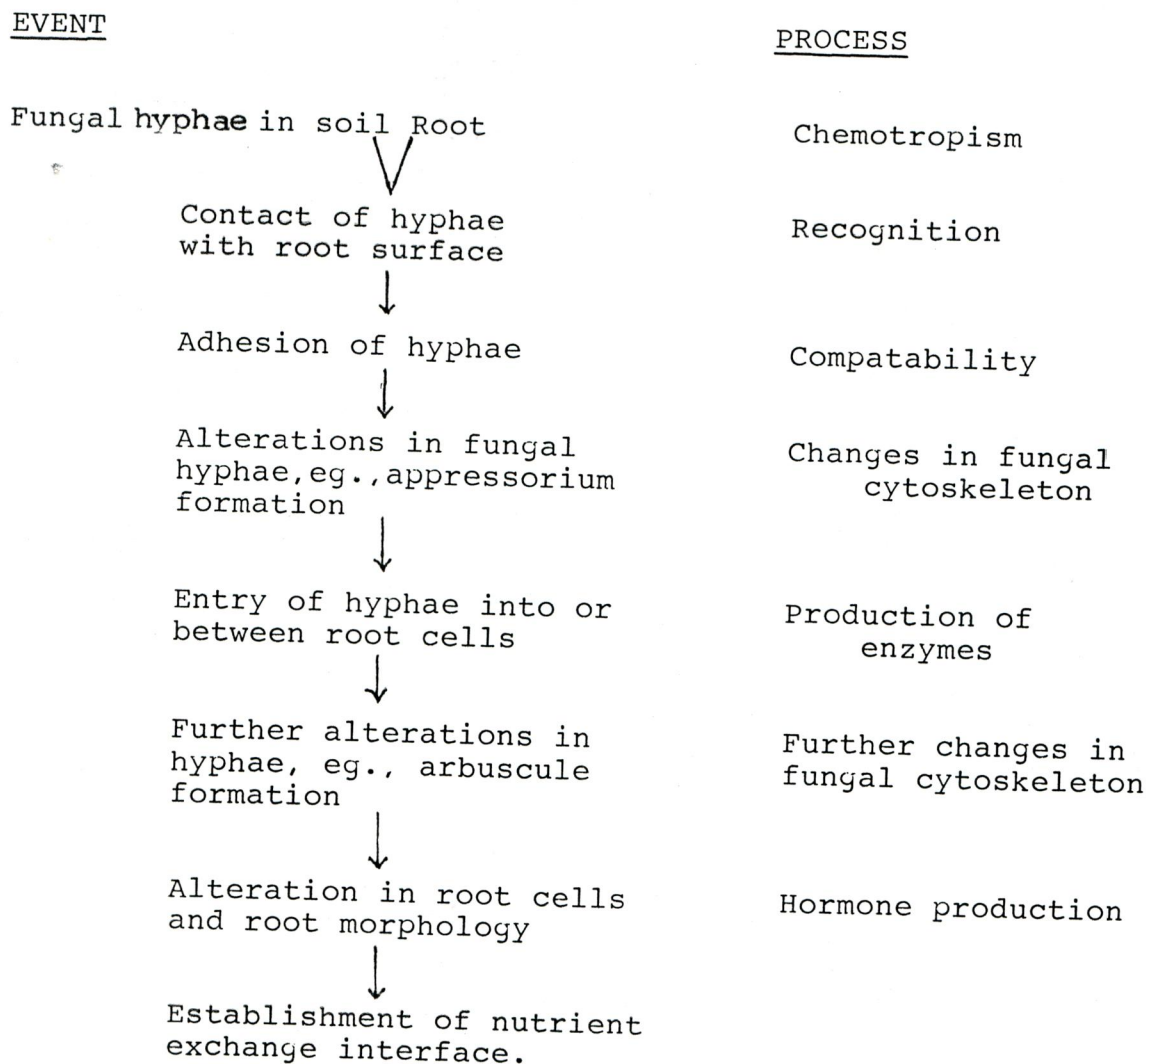 EVENT
PROCESS
Fungal hyphae in soil Root
Chemotropism
Contact of hyphae
with root surface
Recognition
Adhesion of hyphae
Compatability
Alterations in fungal
hyphae,eg.,appressorium
formation
Changes in fungal
cytoskeleton
Entry of hyphae into or
between root cells
Production of
enzymes
Further alterations in
hyphae, eg., arbuscule
formation
Further changes in
fungal cytoskeleton
Alteration in root cells
and root morphology
Hormone production
Establishment of nutrient
exchange interface.